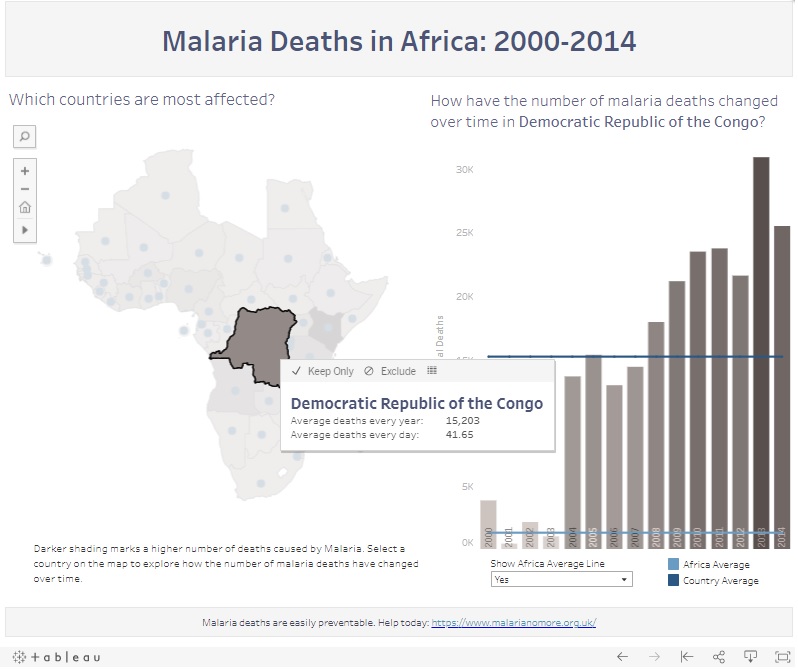 Malaria Deaths in Africa: 2000-2014
Which countries are most affected?
How have the number of malaria deaths changed
over time in Democratic Republic of the Congo?
30K
25K
20K
al Deaths
Keep Only Exclude
Democratic Republic of the Congo
Average deaths every year: 15,203
Average deaths every day: 41.65
5K
0K
2000 2001 2002 2003 2004 2005 2006 2007 2008 2009 2010 2011 2012 2013 2014
Darker shading marks a higher number of deaths caused by Malaria. Select a
country on the map to explore how the number of malaria deaths have changed
over time.
Show Africa Average Line
Yes
Africa Average
Country Average
Malaria deaths are easily preventable. Help today: https://www.malarianomore.org.uk/
+ a b l e a u